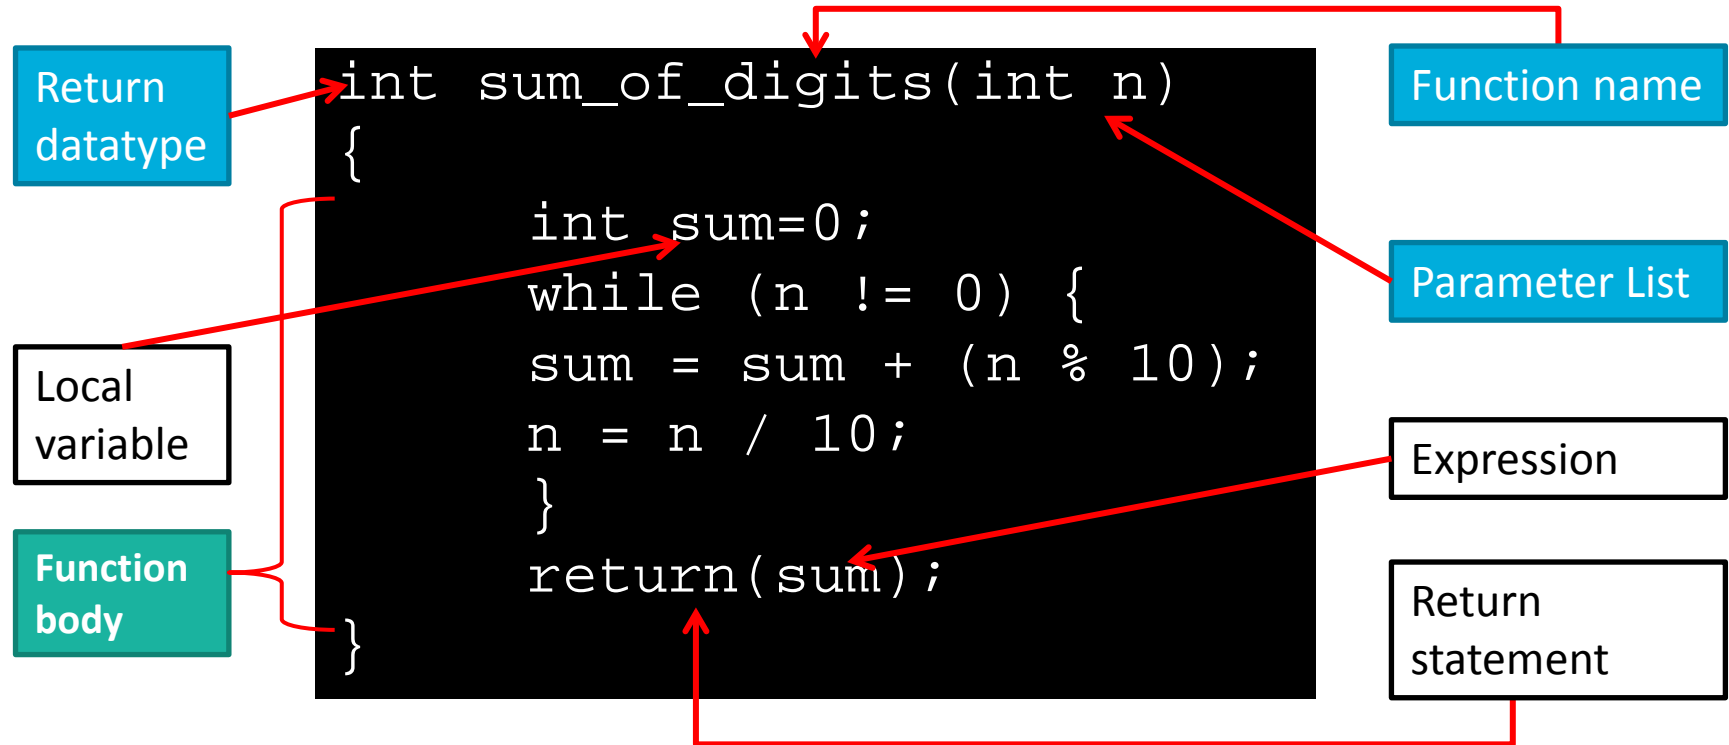 Return
datatype
Local
variable
Function
body
int sum_of_digits(int n)
{
int sum=0;
while (n != 0) {
sum = sum + (n % 10);
n = n / 10;
}
return(sum);
}
Function name
Parameter List
Expression
Return
statement